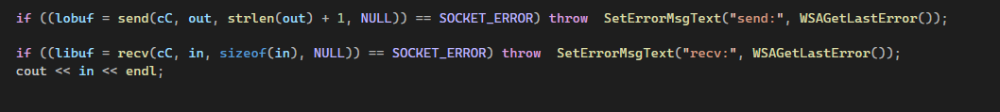 if ((lobuf = send(cC, out, strlen(out) + 1, NULL)) == SOCKET_ERROR) throw  SetErrorMsgText("send:", WSAGetLastError());
if ((libuf = recv(cC, in, sizeof(in), NULL)) == SOCKET_ERROR) throw  SetErrorMsgText("recv:", WSAGetLastError());
cout << in << endl;